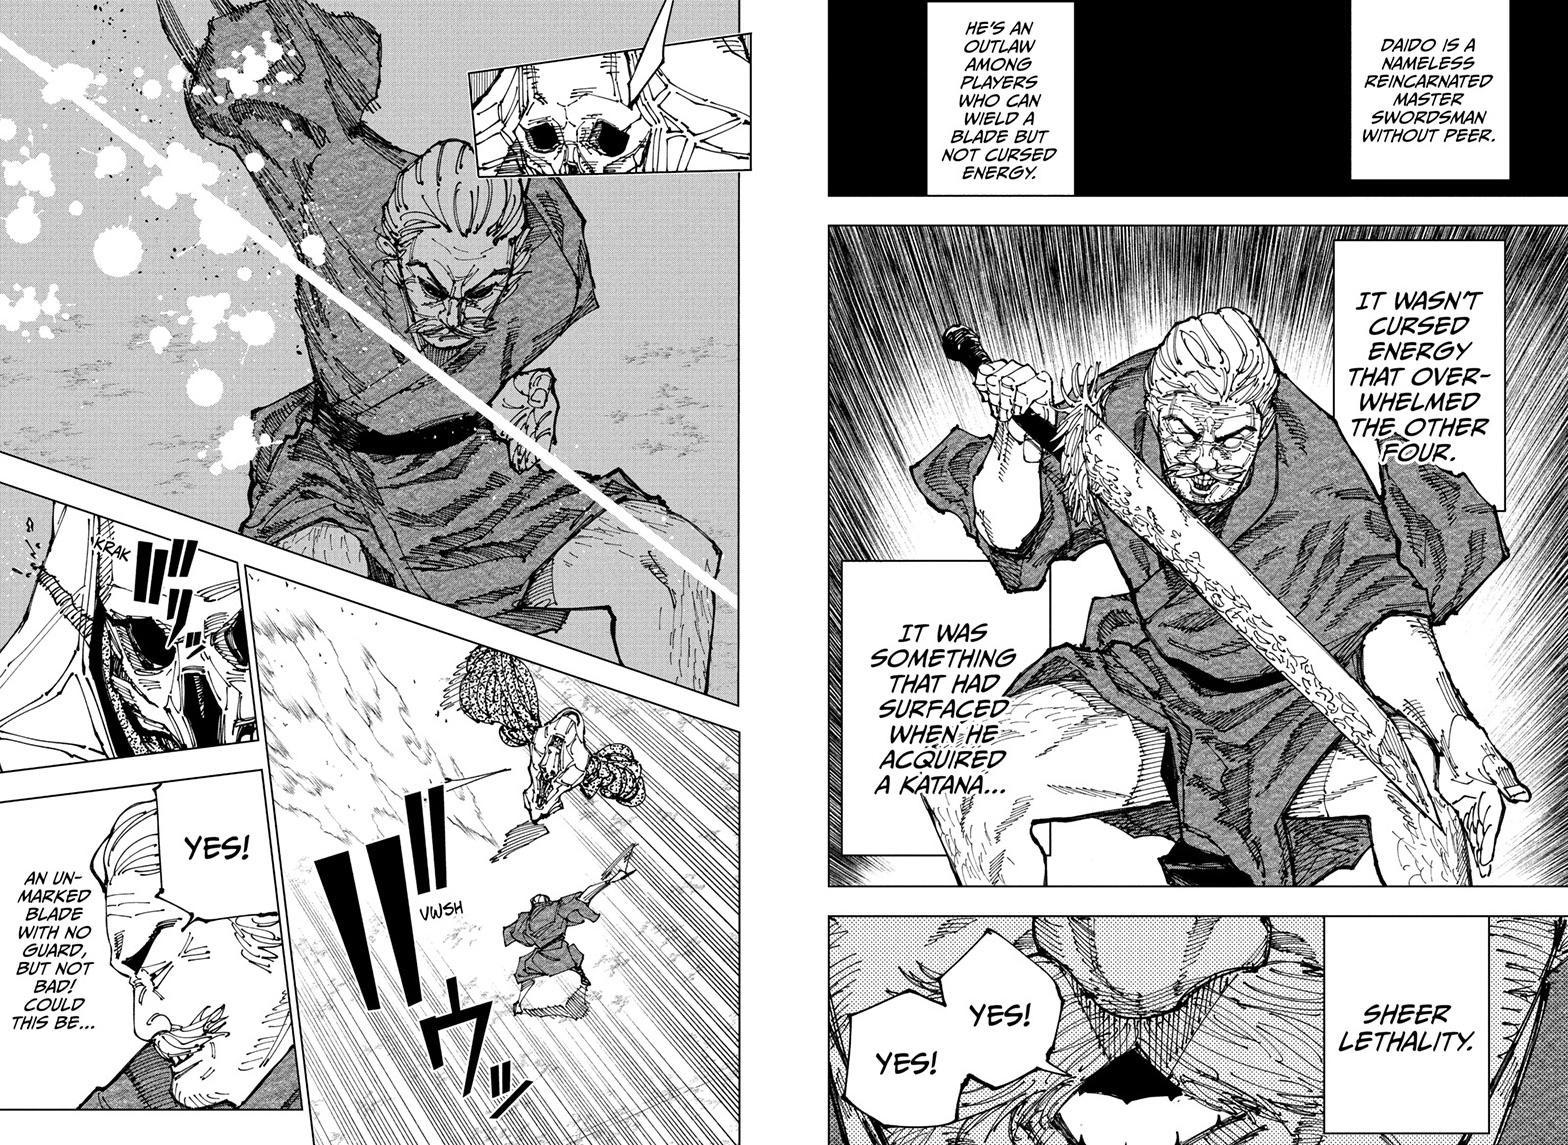 DAIDO IS A
NAMELESS
REINCARNATED
MASTER
SWORDSMAN
WITHOUT PEER.
HE'S AN
OUTLAW
AMONG
PLAYERS
WHO CAN
WIELD A
BLADE BUT
NOT CURSED
ENERGY.
IT WASN'T
CURSED
ENERGY
THAT OVER-
WHELMED
THE OTHER
FOUR.
IT WAS
SOMETHING
THAT HAD
SURFACED
WHEN HE
ACQUIRED
A KATANA...
SHEER
LETHALITY.
YES!
YES!
KRAK
VWSH
ウッ
YES!
AN UN-
MARKED
BLADE
WITH NO
GUARD,
BUT NOT
BAD!
COULD
THIS BE...